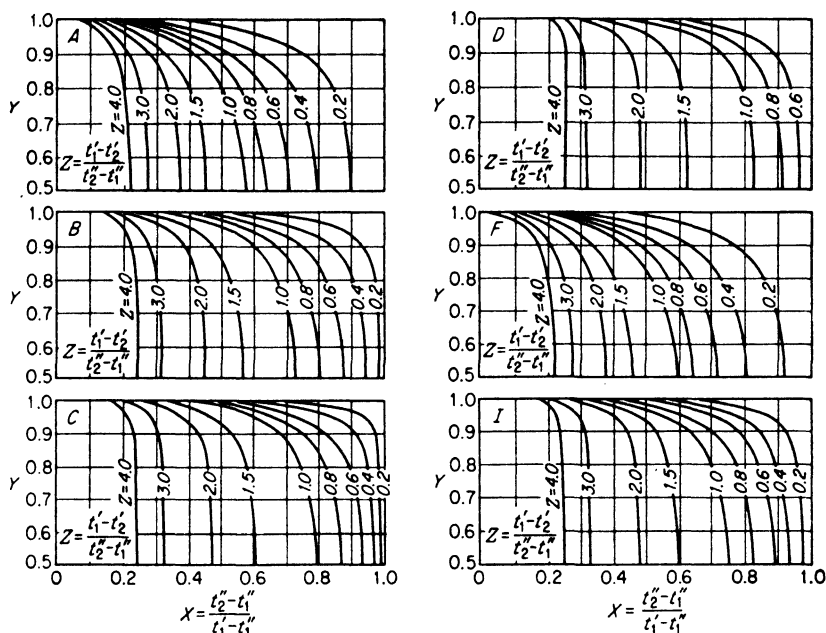 1.0
0.9
0.8
0.7
0.6
0.5
Y
A
Z=4.0 3.0 2.0 1.5 1.0 0.8 0.6 0.4 0.2
Z = (t₁′ − t₂′) / (t₂″ − t₁″)
1.0
0.9
0.8
0.7
0.6
0.5
Y
B
Z=4.0 3.0 2.0 1.5 1.0 0.8 0.6 0.4 0.2
Z = (t₁′ − t₂′) / (t₂″ − t₁″)
1.0
0.9
0.8
0.7
0.6
0.5
Y
C
Z=4.0 3.0 2.0 1.5 1.0 0.8 0.6 0.4 0.2
Z = (t₁′ − t₂′) / (t₂″ − t₁″)
0 0.2 0.4 0.6 0.8 1.0
X = (t₂″ − t₁″) / (t₁′ − t₁″)
1.0
0.9
0.8
0.7
0.6
0.5
Y
D
Z=4.0 3.0 2.0 1.5 1.0 0.8 0.6
Z = (t₁′ − t₂′) / (t₂″ − t₁″)
1.0
0.9
0.8
0.7
0.6
0.5
Y
F
Z=4.0 3.0 2.0 1.5 1.0 0.8 0.6 0.4 0.2
Z = (t₁′ − t₂′) / (t₂″ − t₁″)
1.0
0.9
0.8
0.7
0.6
0.5
Y
I
Z=4.0 3.0 2.0 1.5 1.0 0.8 0.6 0.4 0.2
Z = (t₁′ − t₂′) / (t₂″ − t₁″)
0 0.2 0.4 0.6 0.8 1.0
X = (t₂″ − t₁″) / (t₁′ − t₁″)